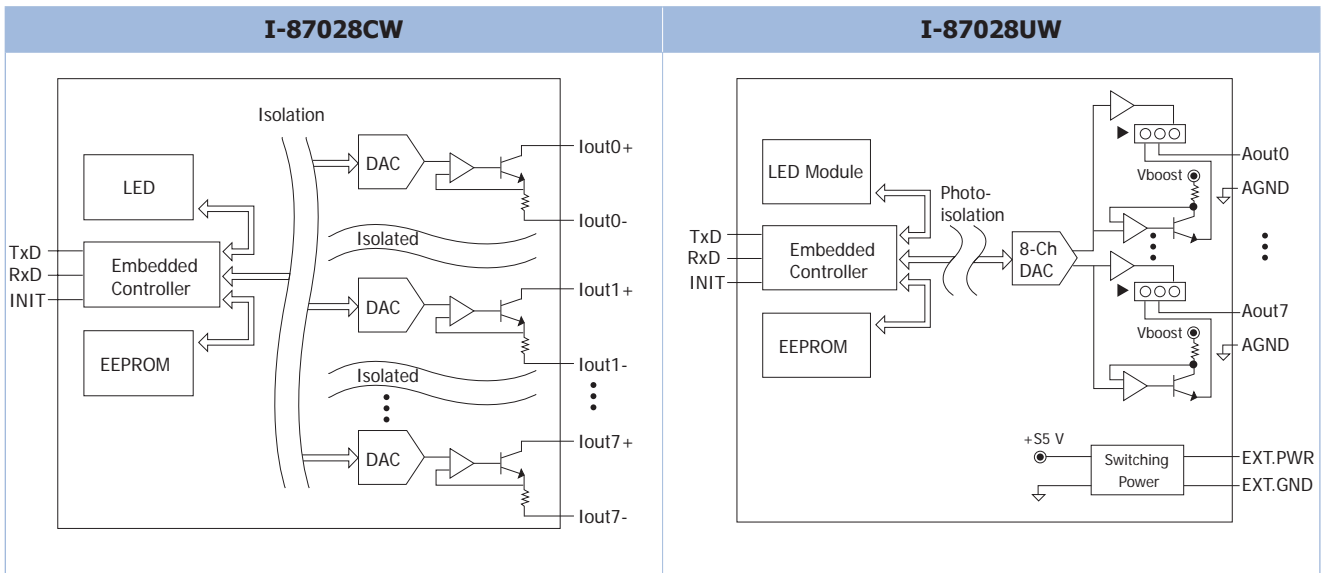 I-87028CW
Isolation
LED
DAC
Iout0+
Iout0-
Isolated
TxD
RxD
INIT
Embedded
Controller
DAC
Iout1+
Iout1-
EEPROM
Isolated
DAC
Iout7+
Iout7-
I-87028UW
LED Module
Photo-
isolation
Aout0
Vboost
AGND
TxD
RxD
INIT
Embedded
Controller
8-Ch
DAC
Aout7
Vboost
AGND
EEPROM
+S5 V
Switching
Power
EXT.PWR
EXT.GND